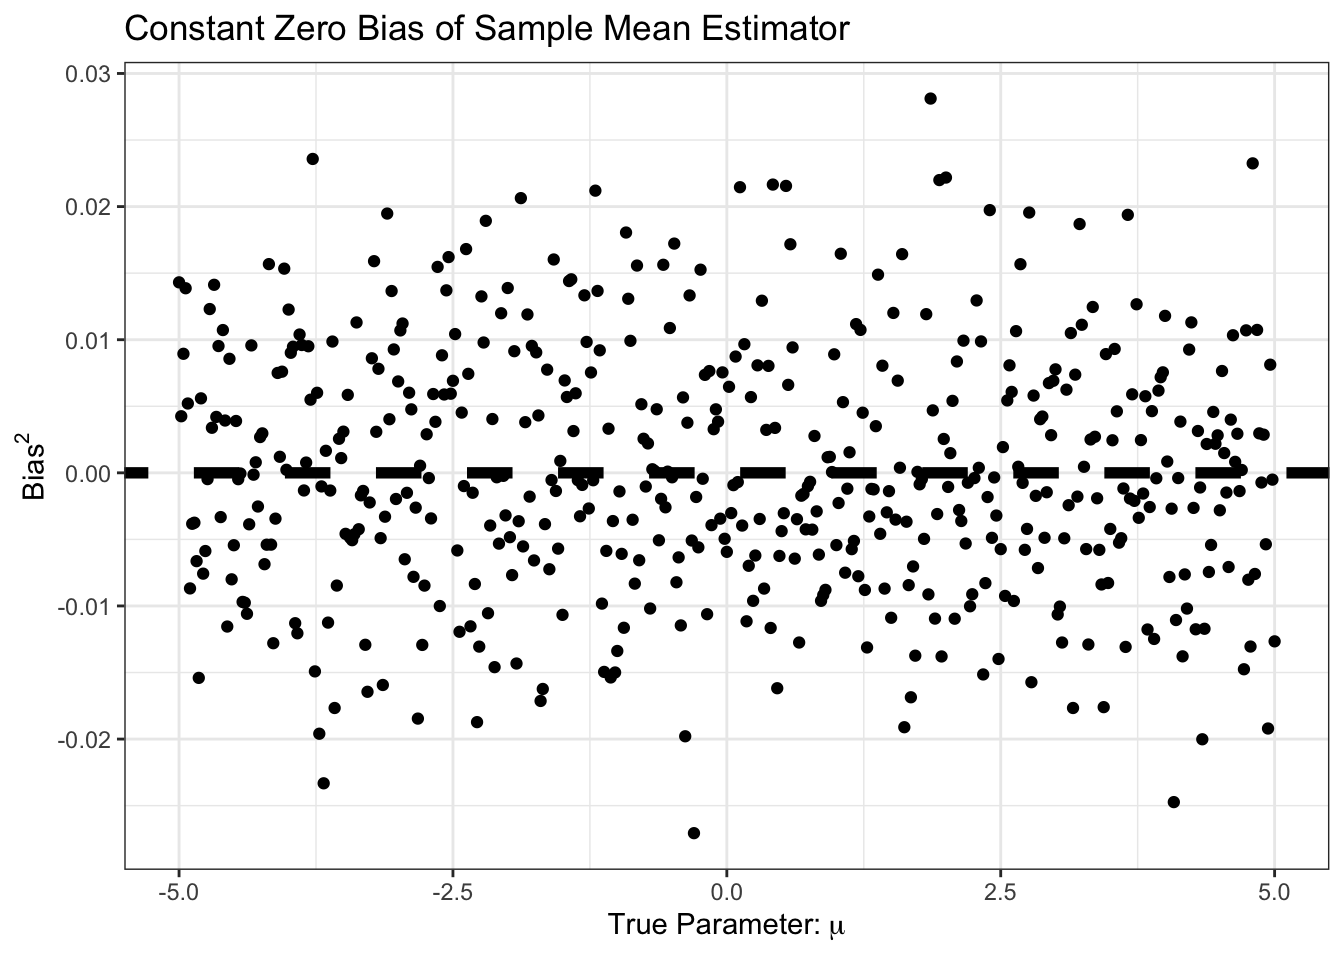 Constant Zero Bias of Sample Mean Estimator
0.03
0.02
0.01
0.00
-0.01
-0.02
Bias²
-5.0 -2.5 0.0 2.5 5.0
True Parameter: μ